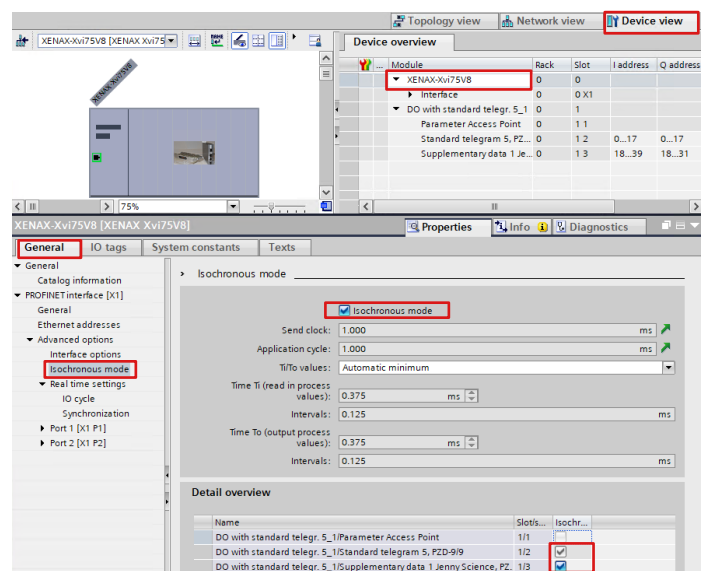 Topology view Network view Device view
XENAX-Xvi75V8 [XENAX Xvi75
Device overview
... Module Rack Slot I address Q address
XENAX-Xvi75V8 0 0
Interface 0 0 X1
DO with standard telegr. 5_1 0 1
Parameter Access Point 0 1 1
Standard telegram 5, PZ... 0 1 2 0...17 0...17
Supplementary data 1 Je... 0 1 3 18...39 18...31
XENAX-Xvi75V8
75%
XENAX-Xvi75V8 [XENAX Xvi75V8]
Properties Info Diagnostics
General IO tags System constants Texts
General
Catalog information
PROFINET interface [X1]
General
Ethernet addresses
Advanced options
Interface options
Isochronous mode
Real time settings
IO cycle
Synchronization
Port 1 [X1 P1]
Port 2 [X1 P2]
Isochronous mode
Isochronous mode
Send clock: 1.000 ms
Application cycle: 1.000 ms
Ti/To values: Automatic minimum
Time Ti (read in process
values): 0.375 ms
Intervals: 0.125 ms
Time To (output process
values): 0.375 ms
Intervals: 0.125 ms
Detail overview
Name Slot/s... Isochr...
DO with standard telegr. 5_1/Parameter Access Point 1/1
DO with standard telegr. 5_1/Standard telegram 5, PZD-9/9 1/2
DO with standard telegr. 5_1/Supplementary data 1 Jenny Science, PZ. 1/3